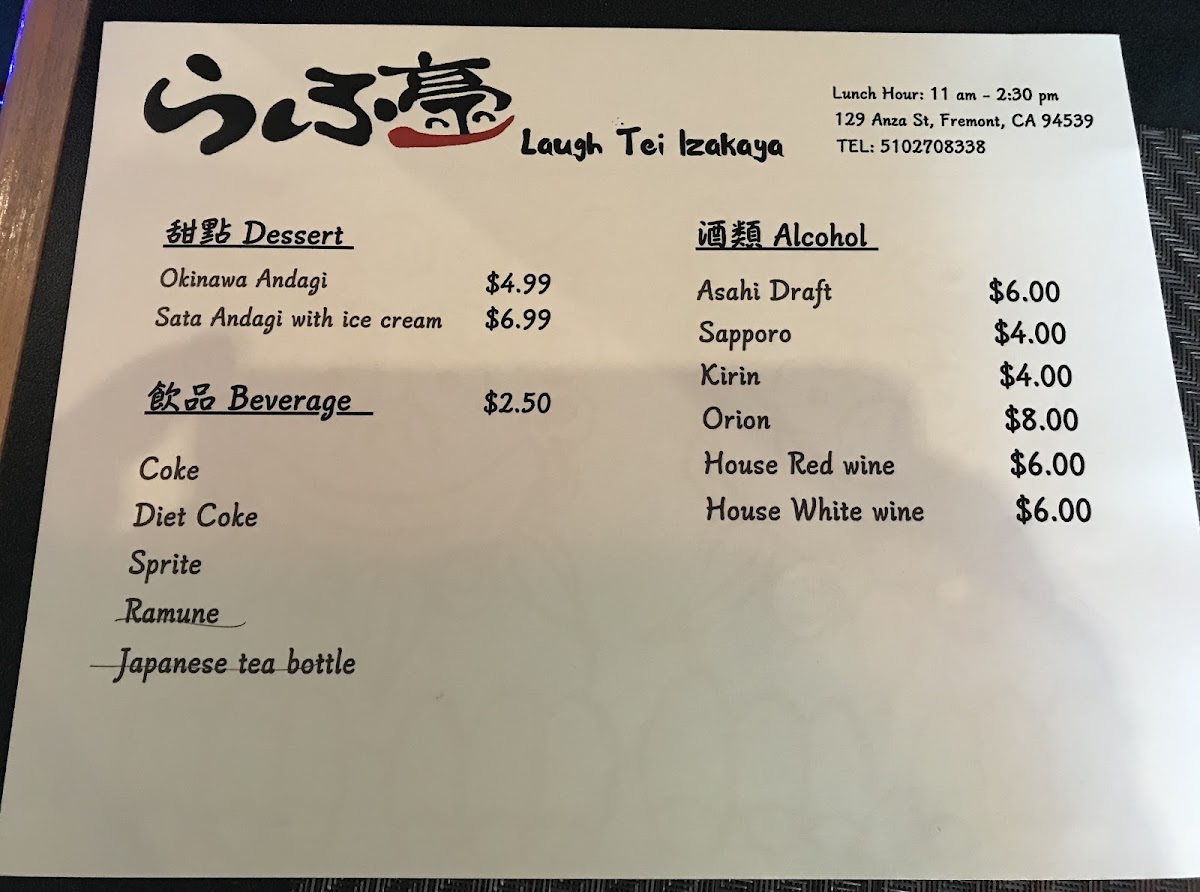 らふ亭
Laugh Tei Izakaya
Lunch Hour: 11 am - 2:30 pm
129 Anza St, Fremont, CA 94539
TEL: 5102708338
甜點 Dessert
Okinawa Andagi $4.99
Sata Andagi with ice cream $6.99
飲品 Beverage $2.50
Coke
Diet Coke
Sprite
Ramune
Japanese tea bottle
酒類 Alcohol
Asahi Draft $6.00
Sapporo $4.00
Kirin $4.00
Orion $8.00
House Red wine $6.00
House White wine $6.00